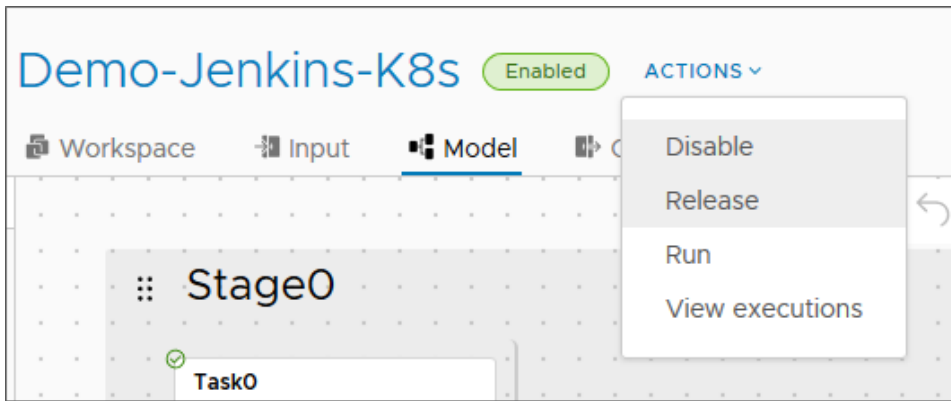 Demo-Jenkins-K8s Enabled ACTIONS
Workspace Input Model
Disable
Release
Run
View executions
Stage0
Task0